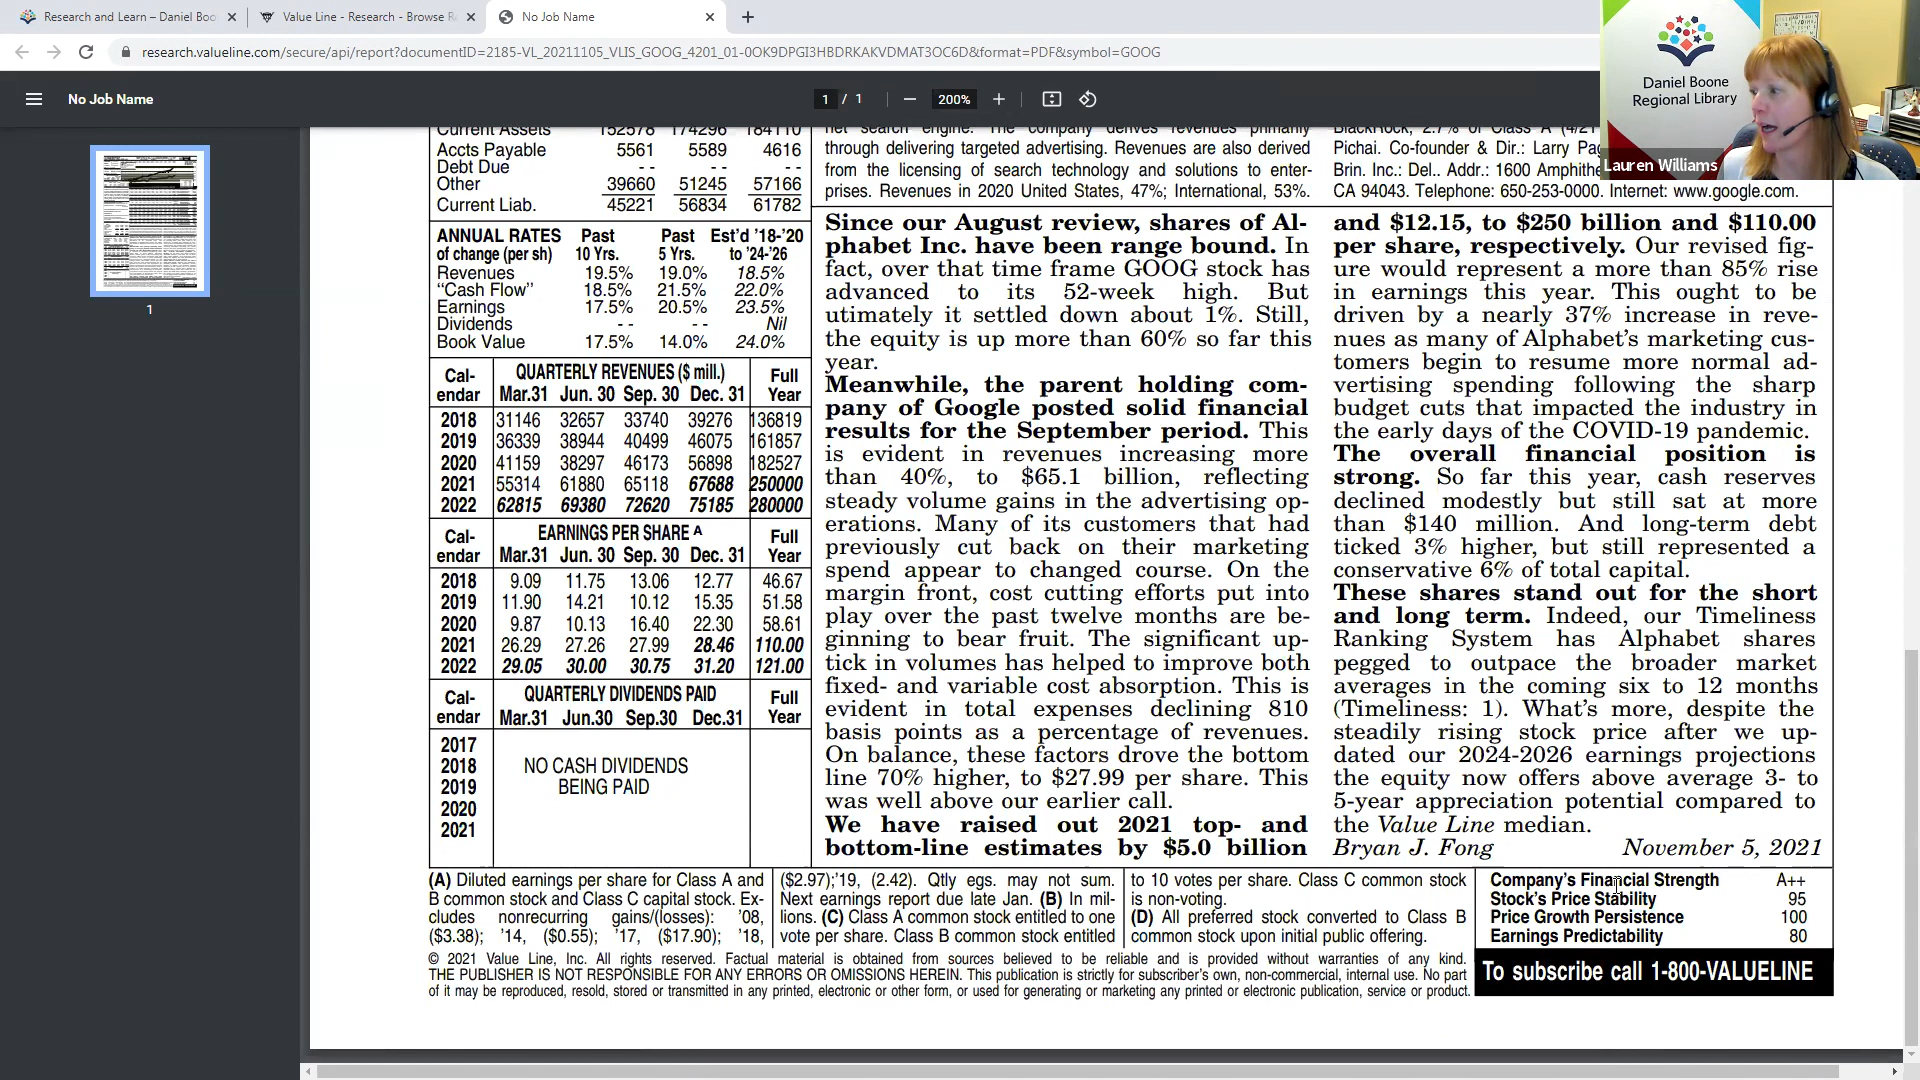 Research and Learn – Daniel Boo
Value Line - Research - Browse R
No Job Name
research.valueline.com/secure/api/report?documentID=2185-VL_20211105_VLIS_GOOG_4201_01-0OK9DPGI3HBDRKAKVDMAT3OC6D&format=PDF&symbol=GOOG
No Job Name
1 / 1
200%
Daniel Boone
Regional Library
Lauren Williams
1
Current Assets 152578 174296 184110
Accts Payable 5561 5589 4616
Debt Due - - - -
Other 39660 51245 57166
Current Liab. 45221 56834 61782
ANNUAL RATES Past Past Est'd '18-'20
of change (per sh) 10 Yrs. 5 Yrs. to '24-'26
Revenues 19.5% 19.0% 18.5%
“Cash Flow” 18.5% 21.5% 22.0%
Earnings 17.5% 20.5% 23.5%
Dividends - - - - Nil
Book Value 17.5% 14.0% 24.0%
Cal- QUARTERLY REVENUES ($ mill.) Full
endar Mar.31 Jun. 30 Sep. 30 Dec. 31 Year
2018 31146 32657 33740 39276 136819
2019 36339 38944 40499 46075 161857
2020 41159 38297 46173 56898 182527
2021 55314 61880 65118 67688 250000
2022 62815 69380 72620 75185 280000
Cal- EARNINGS PER SHARE A Full
endar Mar.31 Jun. 30 Sep. 30 Dec. 31 Year
2018 9.09 11.75 13.06 12.77 46.67
2019 11.90 14.21 10.12 15.35 51.58
2020 9.87 10.13 16.40 22.30 58.61
2021 26.29 27.26 27.99 28.46 110.00
2022 29.05 30.00 30.75 31.20 121.00
Cal- QUARTERLY DIVIDENDS PAID Full
endar Mar.31 Jun.30 Sep.30 Dec.31 Year
2017
2018 NO CASH DIVIDENDS
2019 BEING PAID
2020
2021
net search engine. The company derives revenues primarily
through delivering targeted advertising. Revenues are also derived
from the licensing of search technology and solutions to enter-
prises. Revenues in 2020 United States, 47%; International, 53%.
BlackRock, 2.7% of Class A (4/21
Pichai. Co-founder & Dir.: Larry Pa
Brin. Inc.: Del.. Addr.: 1600 Amphithe
CA 94043. Telephone: 650-253-0000. Internet: www.google.com.
Since our August review, shares of Al-
phabet Inc. have been range bound. In
fact, over that time frame GOOG stock has
advanced to its 52-week high. But
utimately it settled down about 1%. Still,
the equity is up more than 60% so far this
year.
Meanwhile, the parent holding com-
pany of Google posted solid financial
results for the September period. This
is evident in revenues increasing more
than 40%, to $65.1 billion, reflecting
steady volume gains in the advertising op-
erations. Many of its customers that had
previously cut back on their marketing
spend appear to changed course. On the
margin front, cost cutting efforts put into
play over the past twelve months are be-
ginning to bear fruit. The significant up-
tick in volumes has helped to improve both
fixed- and variable cost absorption. This is
evident in total expenses declining 810
basis points as a percentage of revenues.
On balance, these factors drove the bottom
line 70% higher, to $27.99 per share. This
was well above our earlier call.
We have raised out 2021 top- and
bottom-line estimates by $5.0 billion
and $12.15, to $250 billion and $110.00
per share, respectively. Our revised fig-
ure would represent a more than 85% rise
in earnings this year. This ought to be
driven by a nearly 37% increase in reve-
nues as many of Alphabet's marketing cus-
tomers begin to resume more normal ad-
vertising spending following the sharp
budget cuts that impacted the industry in
the early days of the COVID-19 pandemic.
The overall financial position is
strong. So far this year, cash reserves
declined modestly but still sat at more
than $140 million. And long-term debt
ticked 3% higher, but still represented a
conservative 6% of total capital.
These shares stand out for the short
and long term. Indeed, our Timeliness
Ranking System has Alphabet shares
pegged to outpace the broader market
averages in the coming six to 12 months
(Timeliness: 1). What's more, despite the
steadily rising stock price after we up-
dated our 2024-2026 earnings projections
the equity now offers above average 3- to
5-year appreciation potential compared to
the Value Line median.
Bryan J. Fong November 5, 2021
(A) Diluted earnings per share for Class A and
B common stock and Class C capital stock. Ex-
cludes nonrecurring gains/(losses): '08,
($3.38); '14, ($0.55); '17, ($17.90); '18,
($2.97);'19, (2.42). Qtly egs. may not sum.
Next earnings report due late Jan. (B) In mil-
lions. (C) Class A common stock entitled to one
vote per share. Class B common stock entitled
to 10 votes per share. Class C common stock
is non-voting.
(D) All preferred stock converted to Class B
common stock upon initial public offering.
Company's Financial Strength A++
Stock's Price Stability 95
Price Growth Persistence 100
Earnings Predictability 80
© 2021 Value Line, Inc. All rights reserved. Factual material is obtained from sources believed to be reliable and is provided without warranties of any kind.
THE PUBLISHER IS NOT RESPONSIBLE FOR ANY ERRORS OR OMISSIONS HEREIN. This publication is strictly for subscriber's own, non-commercial, internal use. No part
of it may be reproduced, resold, stored or transmitted in any printed, electronic or other form, or used for generating or marketing any printed or electronic publication, service or product.
To subscribe call 1-800-VALUELINE